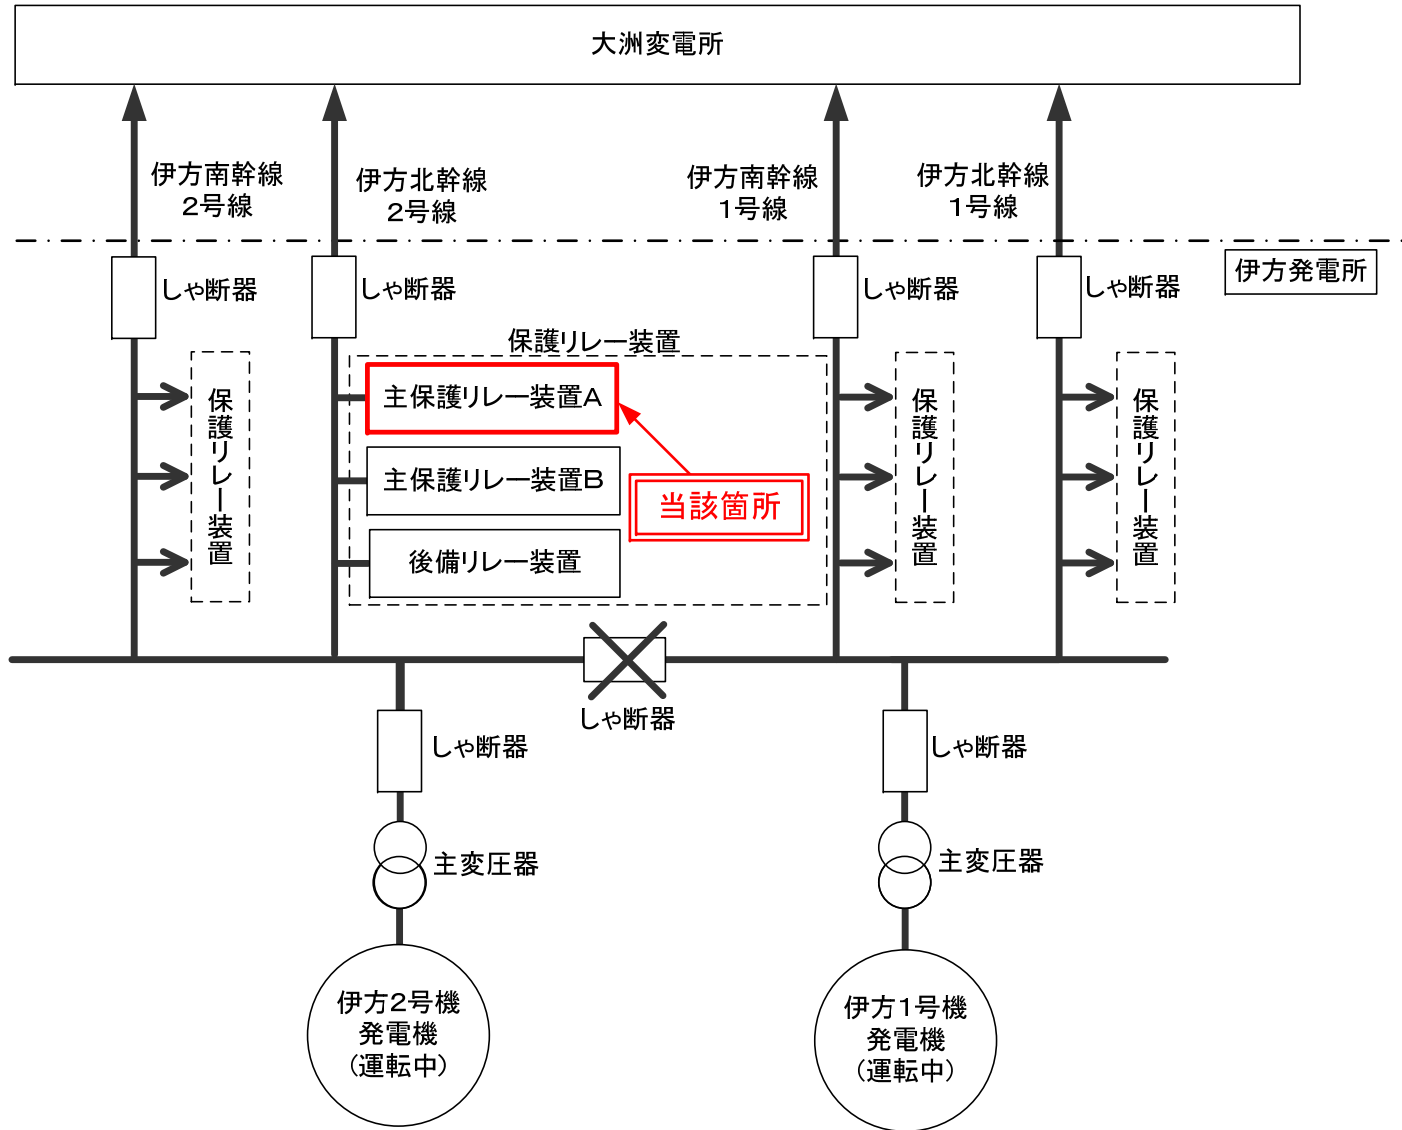 大洲変電所
伊方南幹線
2号線
伊方北幹線
2号線
伊方南幹線
1号線
伊方北幹線
1号線
伊方発電所
しゃ断器
しゃ断器
しゃ断器
しゃ断器
保護リレー装置
保護リレー装置
主保護リレー装置A
主保護リレー装置B
後備リレー装置
当該箇所
保護リレー装置
保護リレー装置
しゃ断器
しゃ断器
しゃ断器
主変圧器
主変圧器
伊方2号機
発電機
(運転中)
伊方1号機
発電機
(運転中)